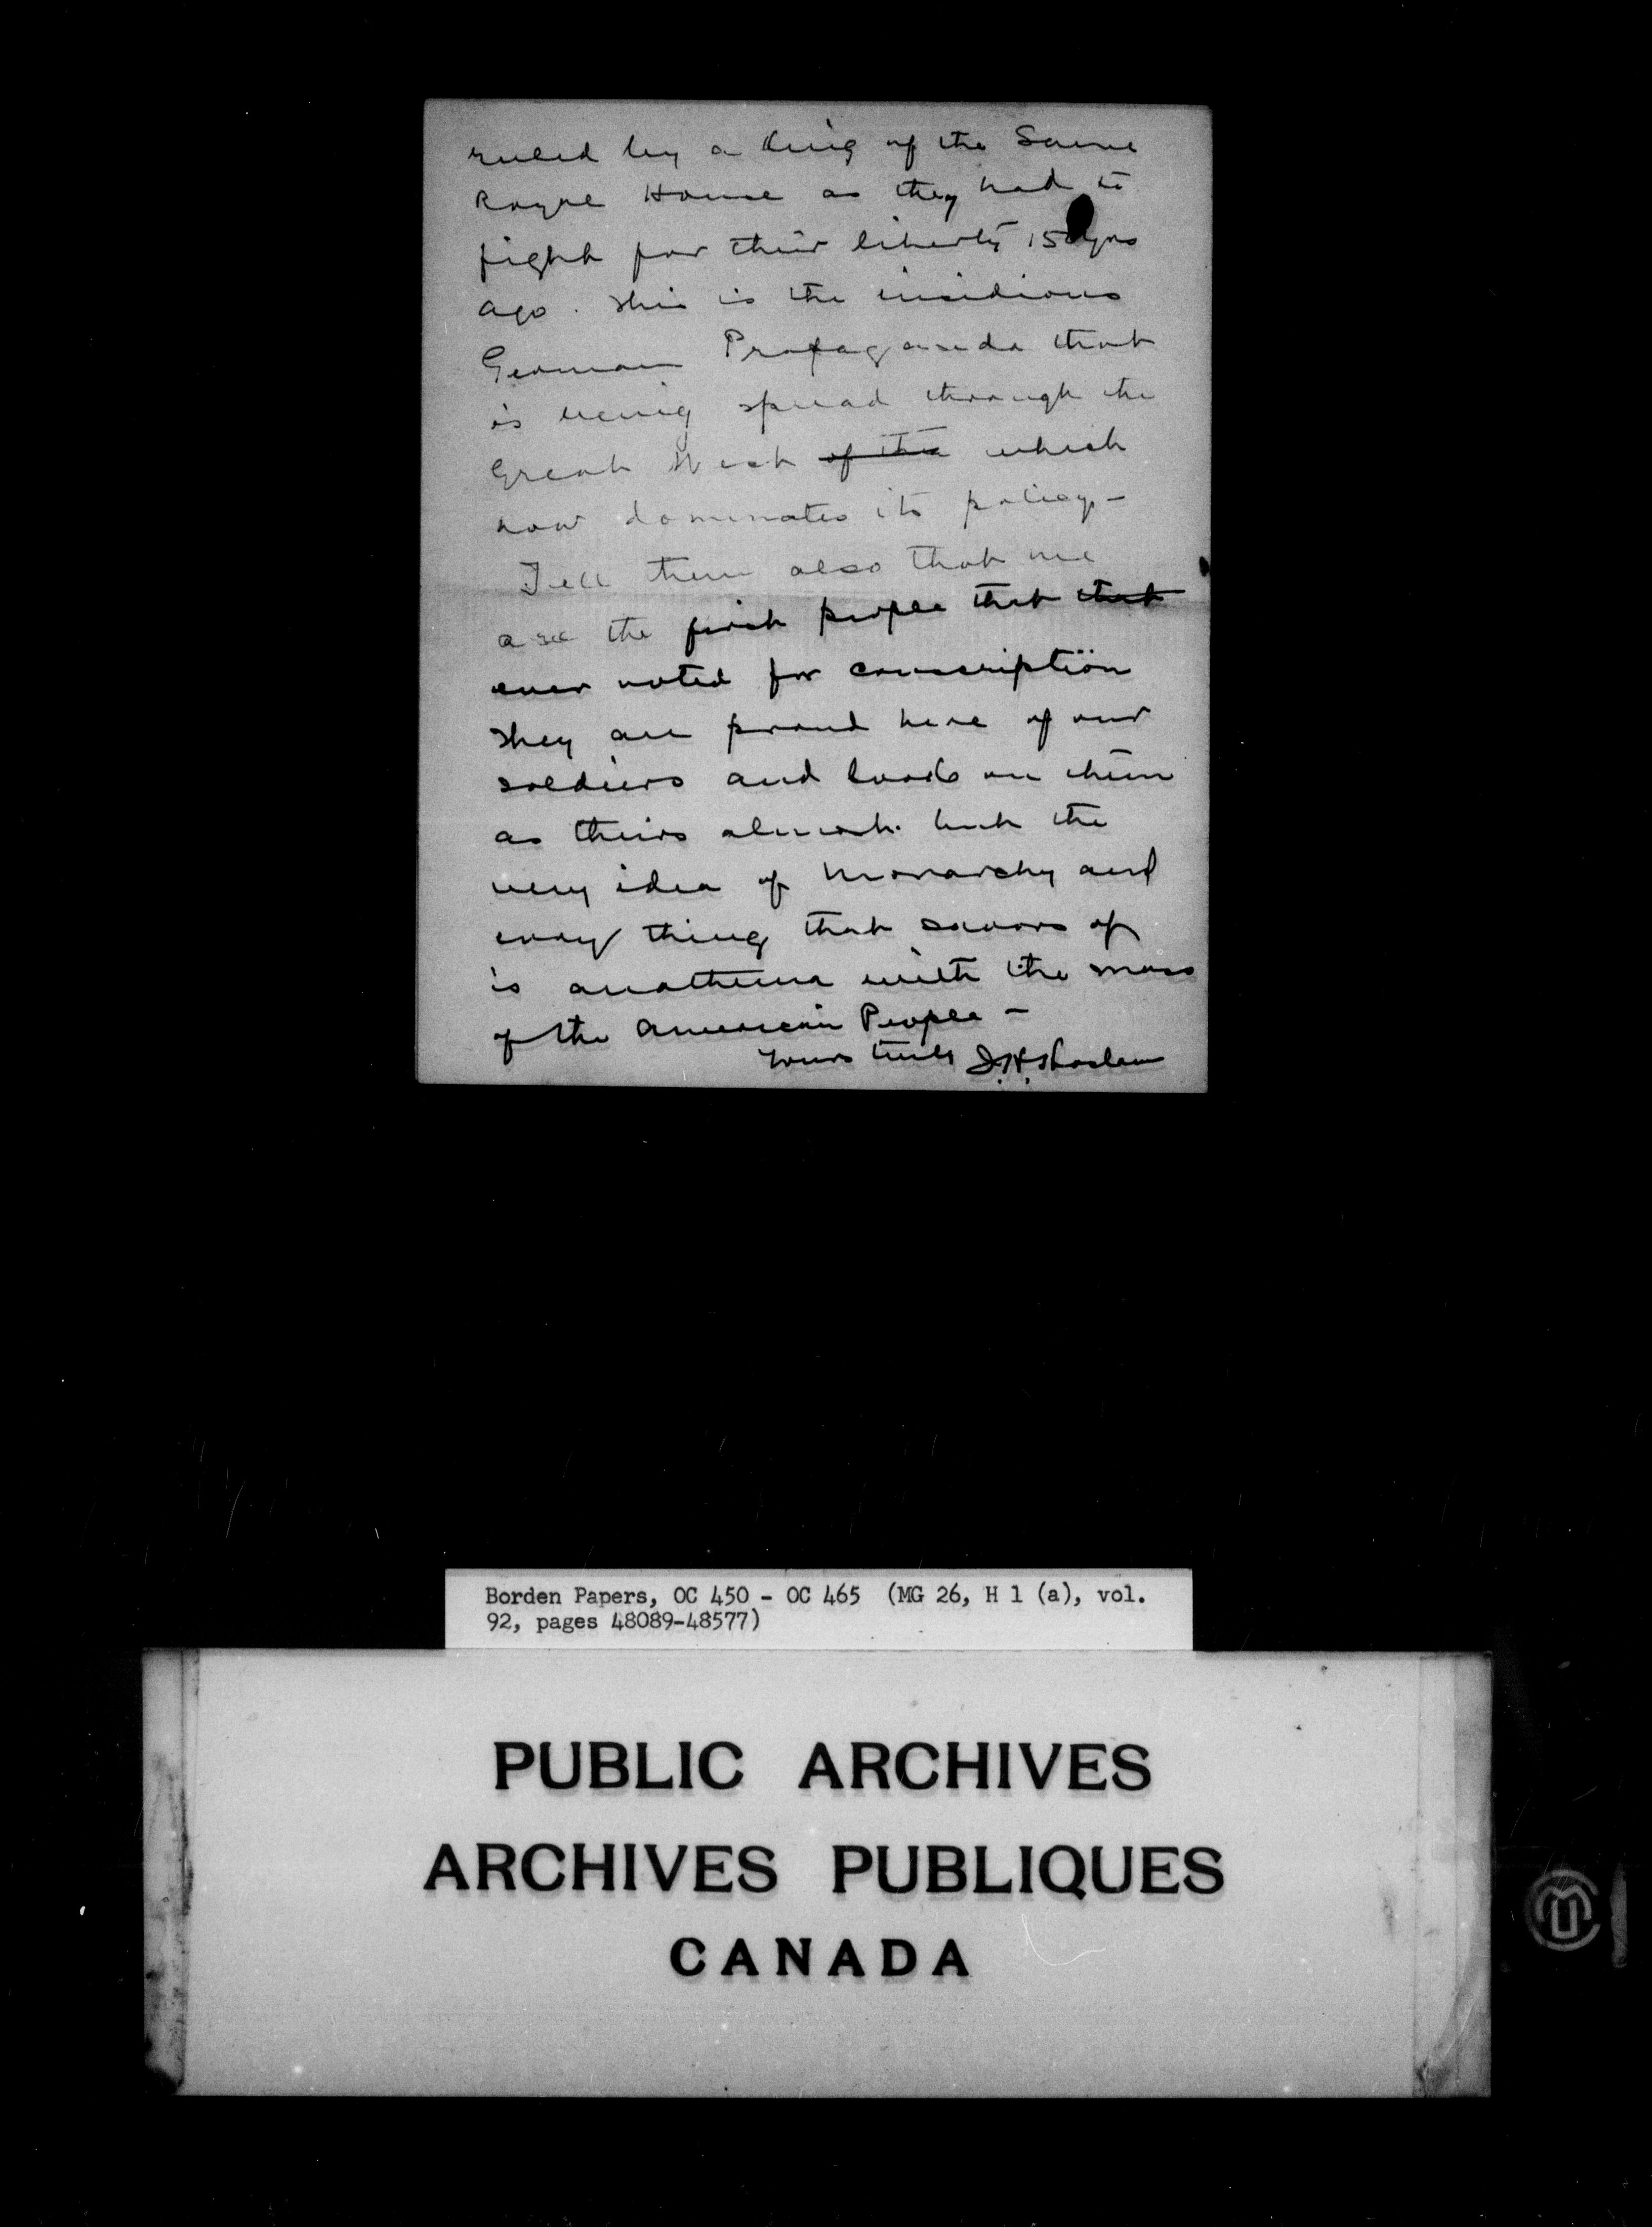 ruled by a King of the Same
Royal House as they had to
fight for their liberty 150 yrs
ago. This is the insidious
German Propaganda that
is being spread through the
Great West of the which
now dominates its policy -
Tell them also that we
are the first people that that
ever voted for conscription
They are proud here of our
soldiers and look on them
as theirs almost. but the
very idea of Monarchy and
every thing that savors of
is anathema with the mass
of the American People -
Yours truly J. H.
Borden Papers, OC 450 - OC 465 (MG 26, H 1 (a), vol.
92, pages 48089-48577)
PUBLIC ARCHIVES
ARCHIVES PUBLIQUES
CANADA